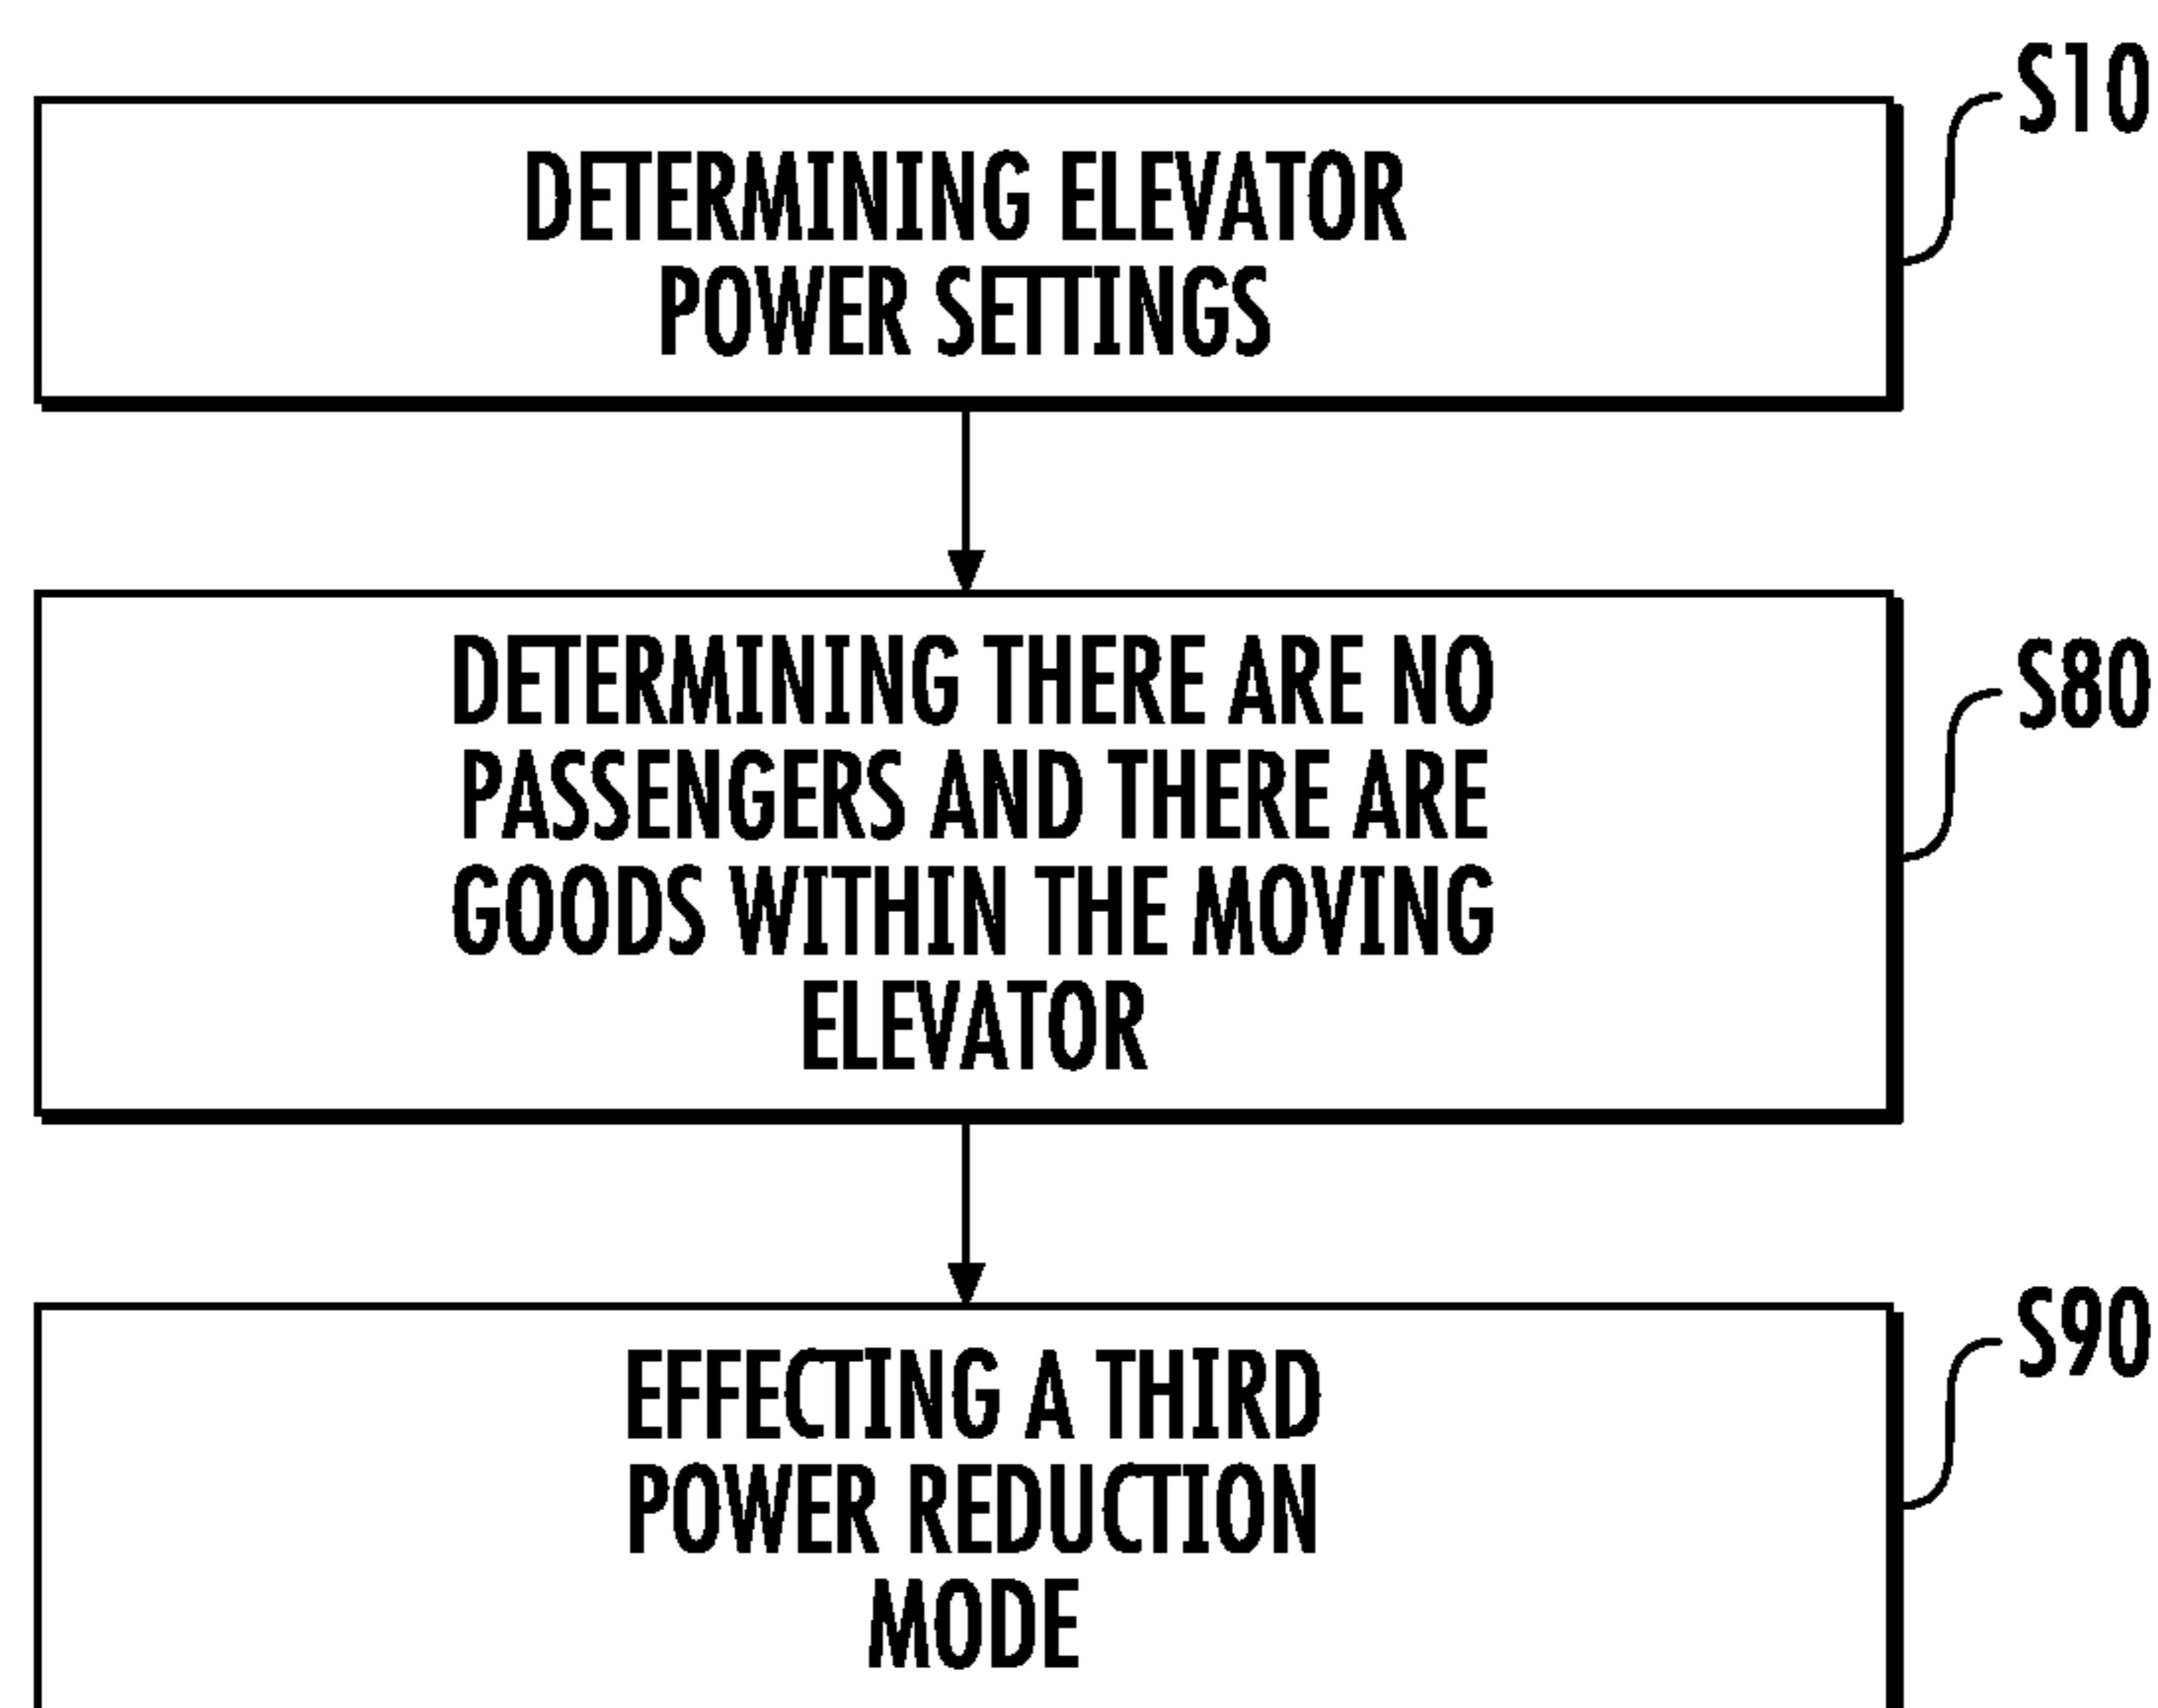 S10
DETERMINING ELEVATOR
POWER SETTINGS
S80
DETERMINING THERE ARE NO
PASSENGERS AND THERE ARE
GOODS WITHIN THE MOVING
ELEVATOR
S90
EFFECTING A THIRD
POWER REDUCTION
MODE